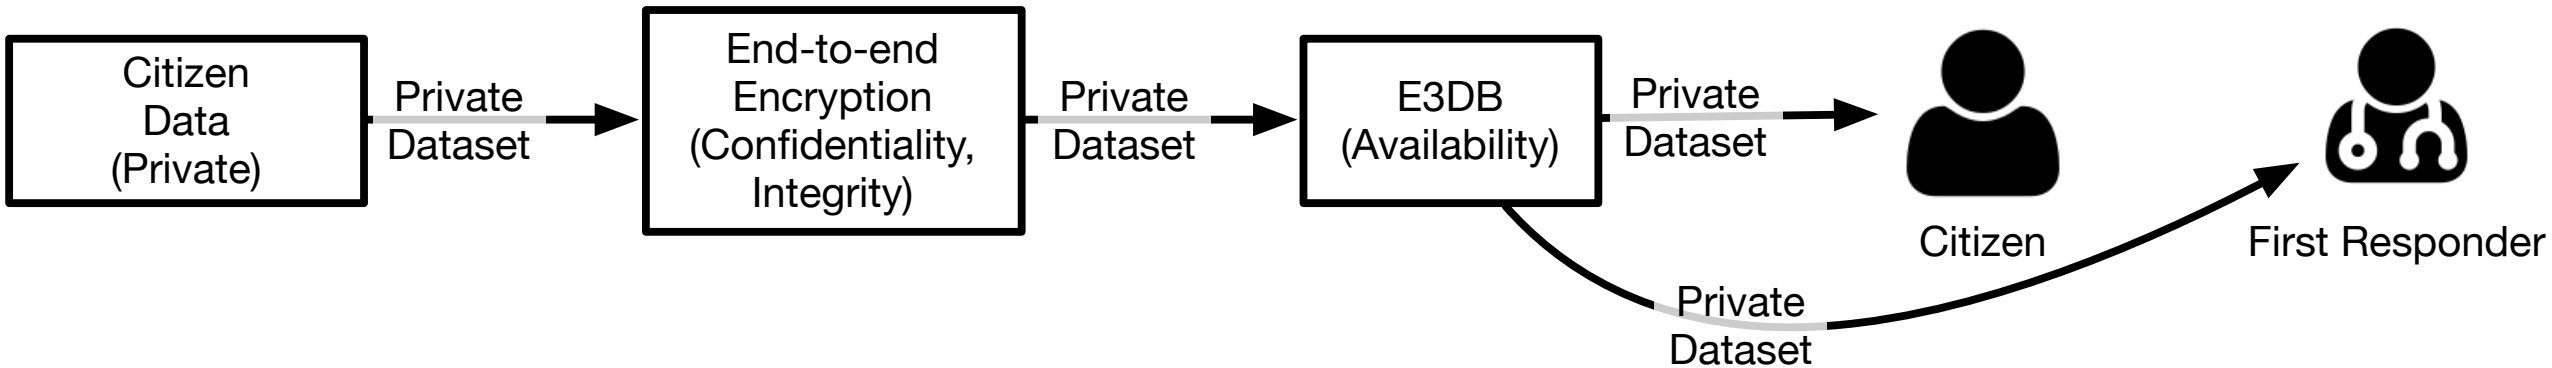 Citizen
Data
(Private)
Private
Dataset
End-to-end
Encryption
(Confidentiality,
Integrity)
Private
Dataset
E3DB
(Availability)
Private
Dataset
Citizen
First Responder
Private
Dataset